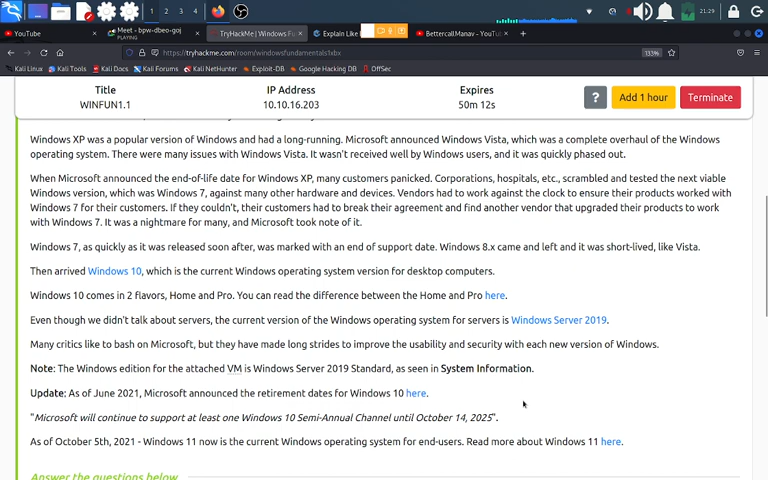 1 2 3 4
21:29
YouTube
Meet - bpw-dbeo-goj
PLAYING
TryHackMe | Windows Fu
Explain Like
BettercallManav - YouTu
https://tryhackme.com/room/windowsfundamentals1xbx
133%
Kali Linux Kali Tools Kali Docs Kali Forums Kali NetHunter Exploit-DB Google Hacking DB OffSec
Title IP Address Expires
WINFUN1.1 10.10.16.203 50m 12s
? Add 1 hour Terminate
Windows XP was a popular version of Windows and had a long-running. Microsoft announced Windows Vista, which was a complete overhaul of the Windows
operating system. There were many issues with Windows Vista. It wasn't received well by Windows users, and it was quickly phased out.
When Microsoft announced the end-of-life date for Windows XP, many customers panicked. Corporations, hospitals, etc., scrambled and tested the next viable
Windows version, which was Windows 7, against many other hardware and devices. Vendors had to work against the clock to ensure their products worked with
Windows 7 for their customers. If they couldn't, their customers had to break their agreement and find another vendor that upgraded their products to work
with Windows 7. It was a nightmare for many, and Microsoft took note of it.
Windows 7, as quickly as it was released soon after, was marked with an end of support date. Windows 8.x came and left and it was short-lived, like Vista.
Then arrived Windows 10, which is the current Windows operating system version for desktop computers.
Windows 10 comes in 2 flavors, Home and Pro. You can read the difference between the Home and Pro here.
Even though we didn't talk about servers, the current version of the Windows operating system for servers is Windows Server 2019.
Many critics like to bash on Microsoft, but they have made long strides to improve the usability and security with each new version of Windows.
Note: The Windows edition for the attached VM is Windows Server 2019 Standard, as seen in System Information.
Update: As of June 2021, Microsoft announced the retirement dates for Windows 10 here.
"Microsoft will continue to support at least one Windows 10 Semi-Annual Channel until October 14, 2025".
As of October 5th, 2021 - Windows 11 now is the current Windows operating system for end-users. Read more about Windows 11 here.
Answer the questions below